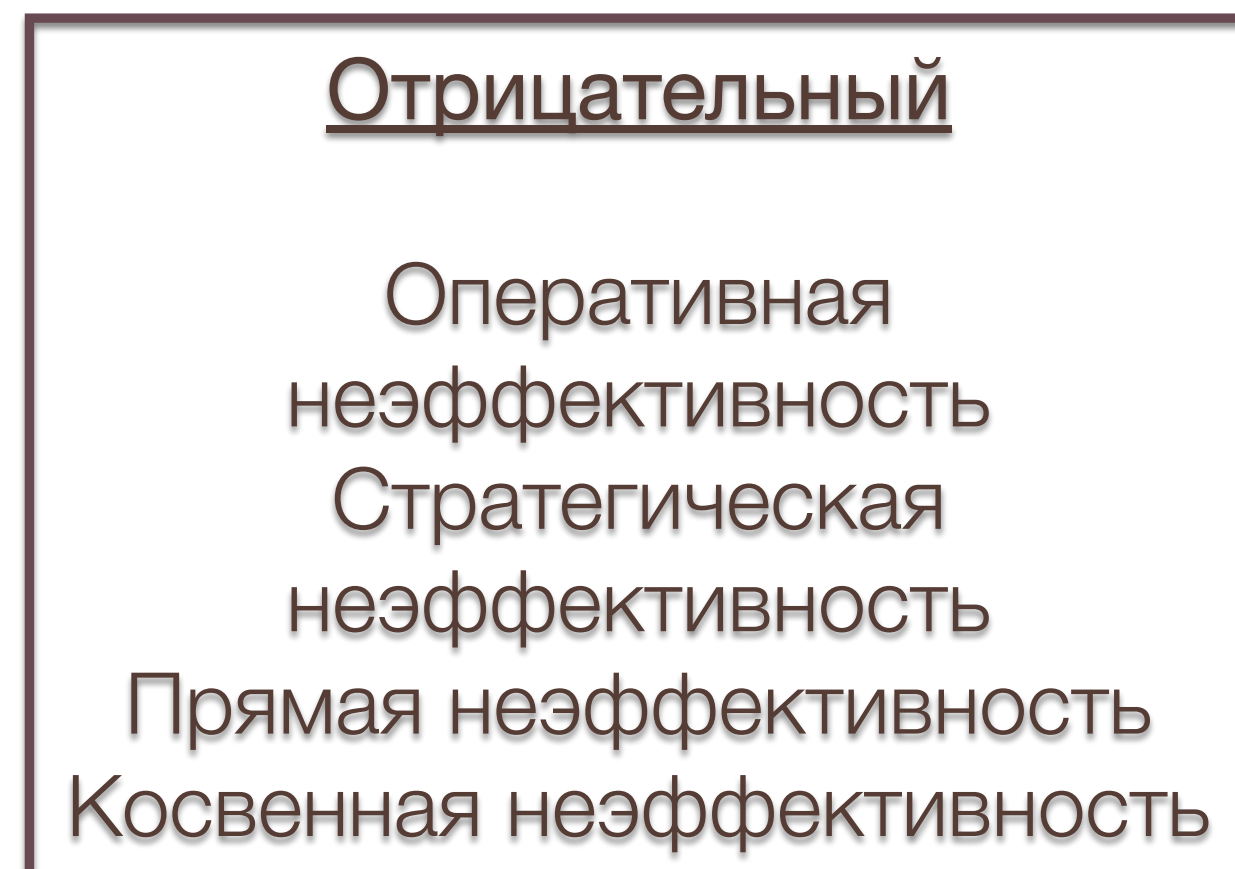 Отрицательный
Оперативная
неэффективность
Стратегическая
неэффективность
Прямая неэффективность
Косвенная неэффективность